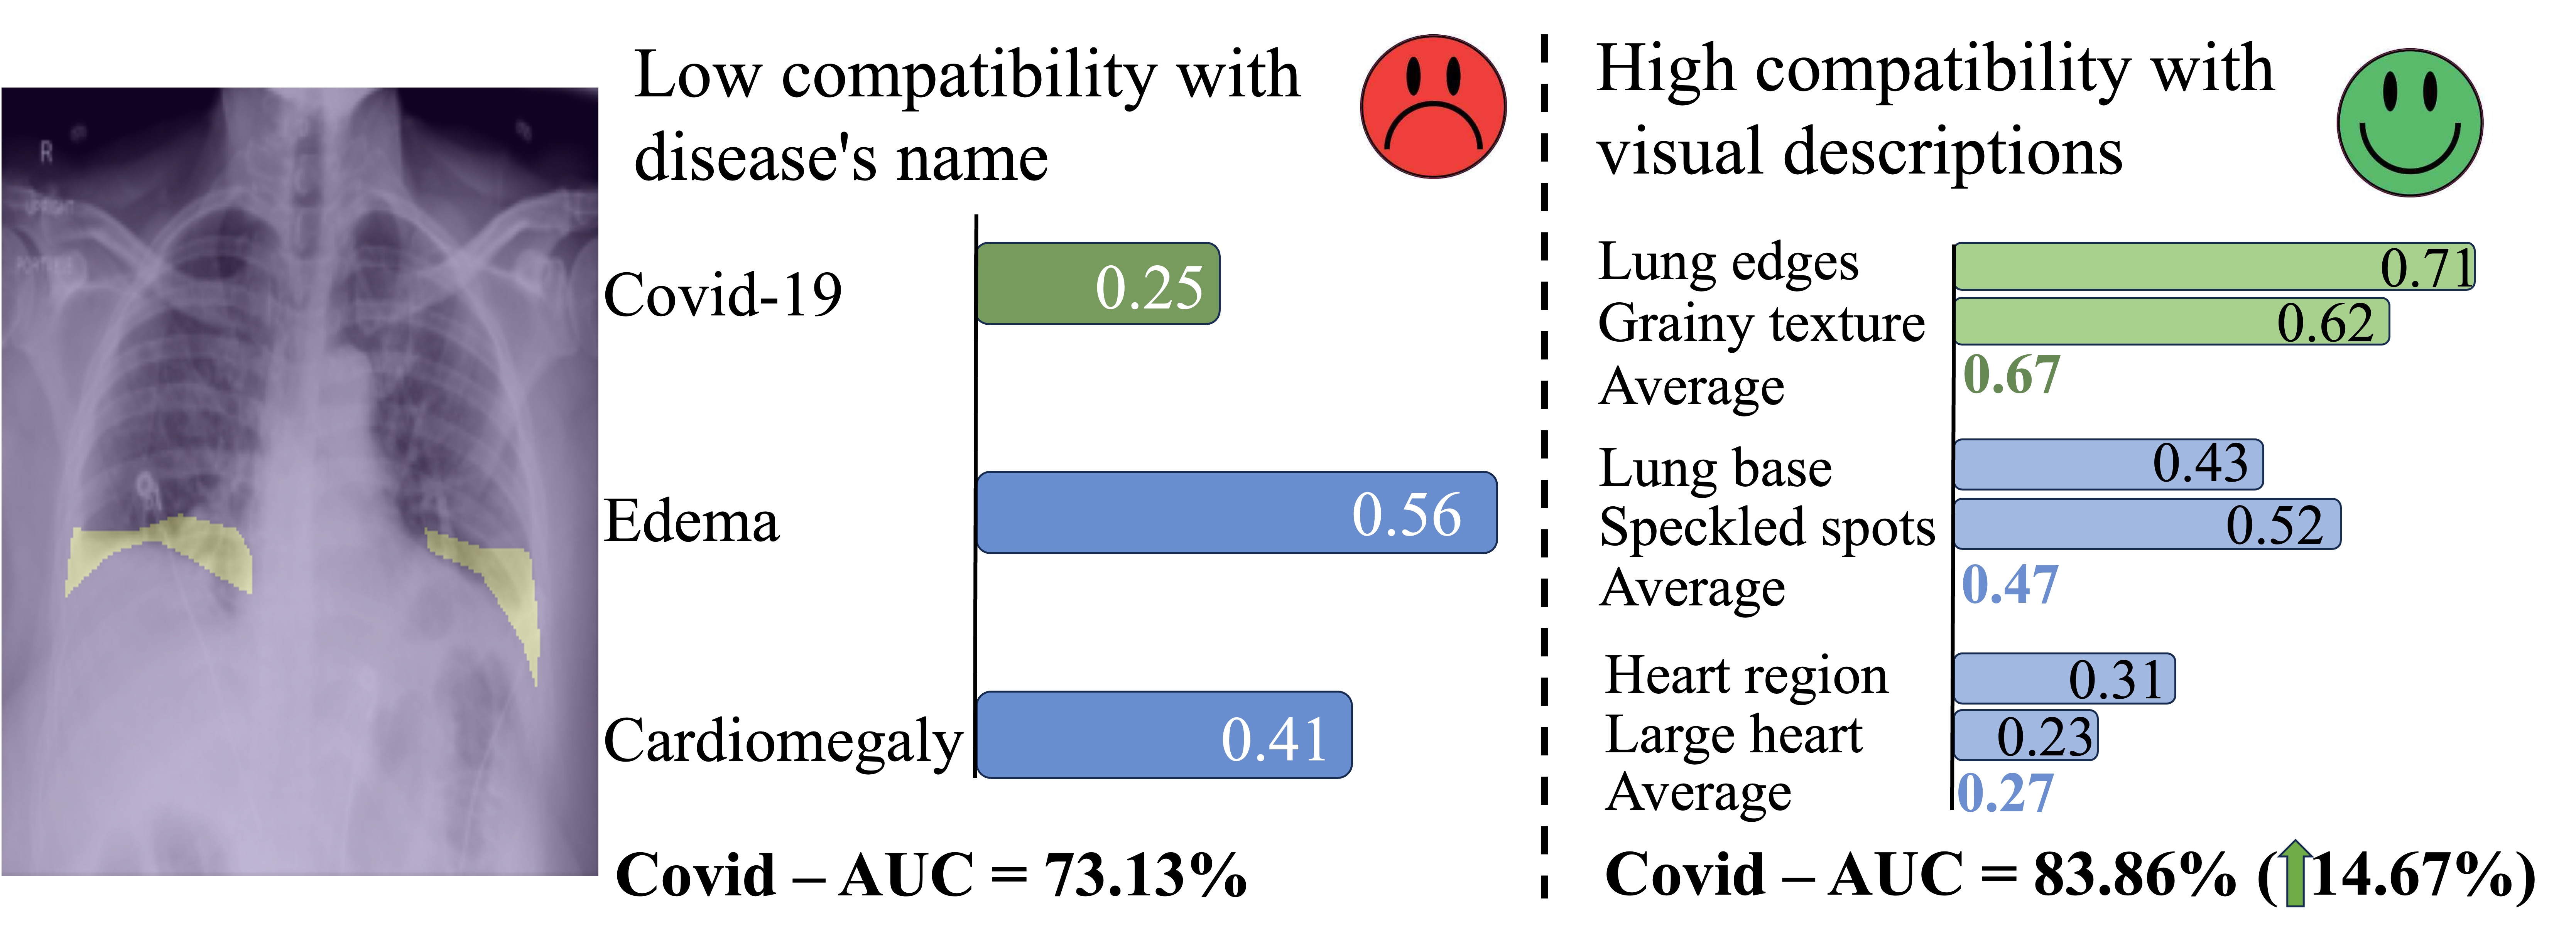 R
UPRIGHT
PORTABLE
Low compatibility with
disease's name
Covid-19
0.25
Edema
0.56
Cardiomegaly
0.41
Covid – AUC = 73.13%
High compatibility with
visual descriptions
Lung edges
0.71
Grainy texture
0.62
Average
0.67
Lung base
0.43
Speckled spots
0.52
Average
0.47
Heart region
0.31
Large heart
0.23
Average
0.27
Covid – AUC = 83.86% (14.67%)